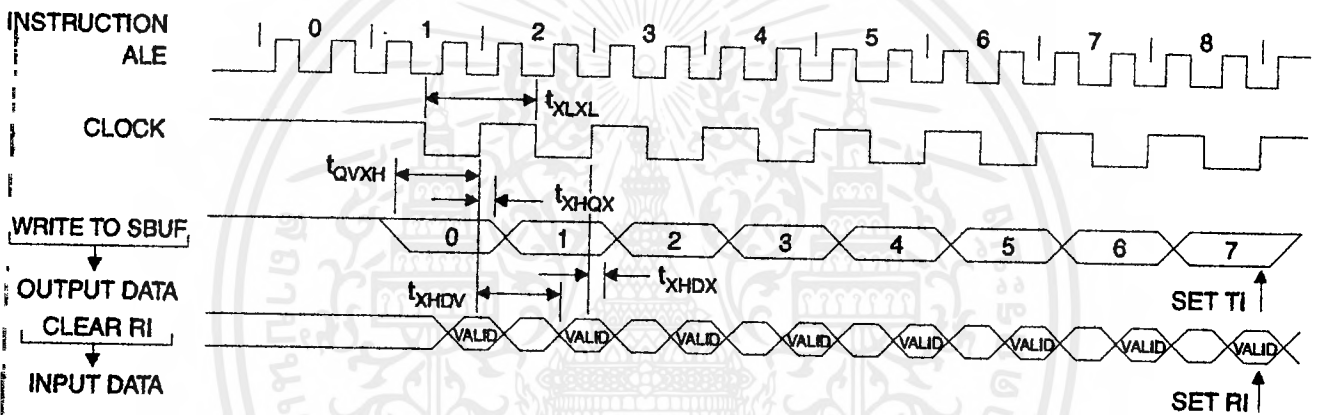 INSTRUCTION 0 1 2 3 4 5 6 7 8
ALE
tXLXL
CLOCK
tQVXH
tXHQX
WRITE TO SBUF
0 1 2 3 4 5 6 7
OUTPUT DATA
tXHDX
tXHDV
SET TI
CLEAR RI
VALID VALID VALID VALID VALID VALID VALID VALID
INPUT DATA
SET RI